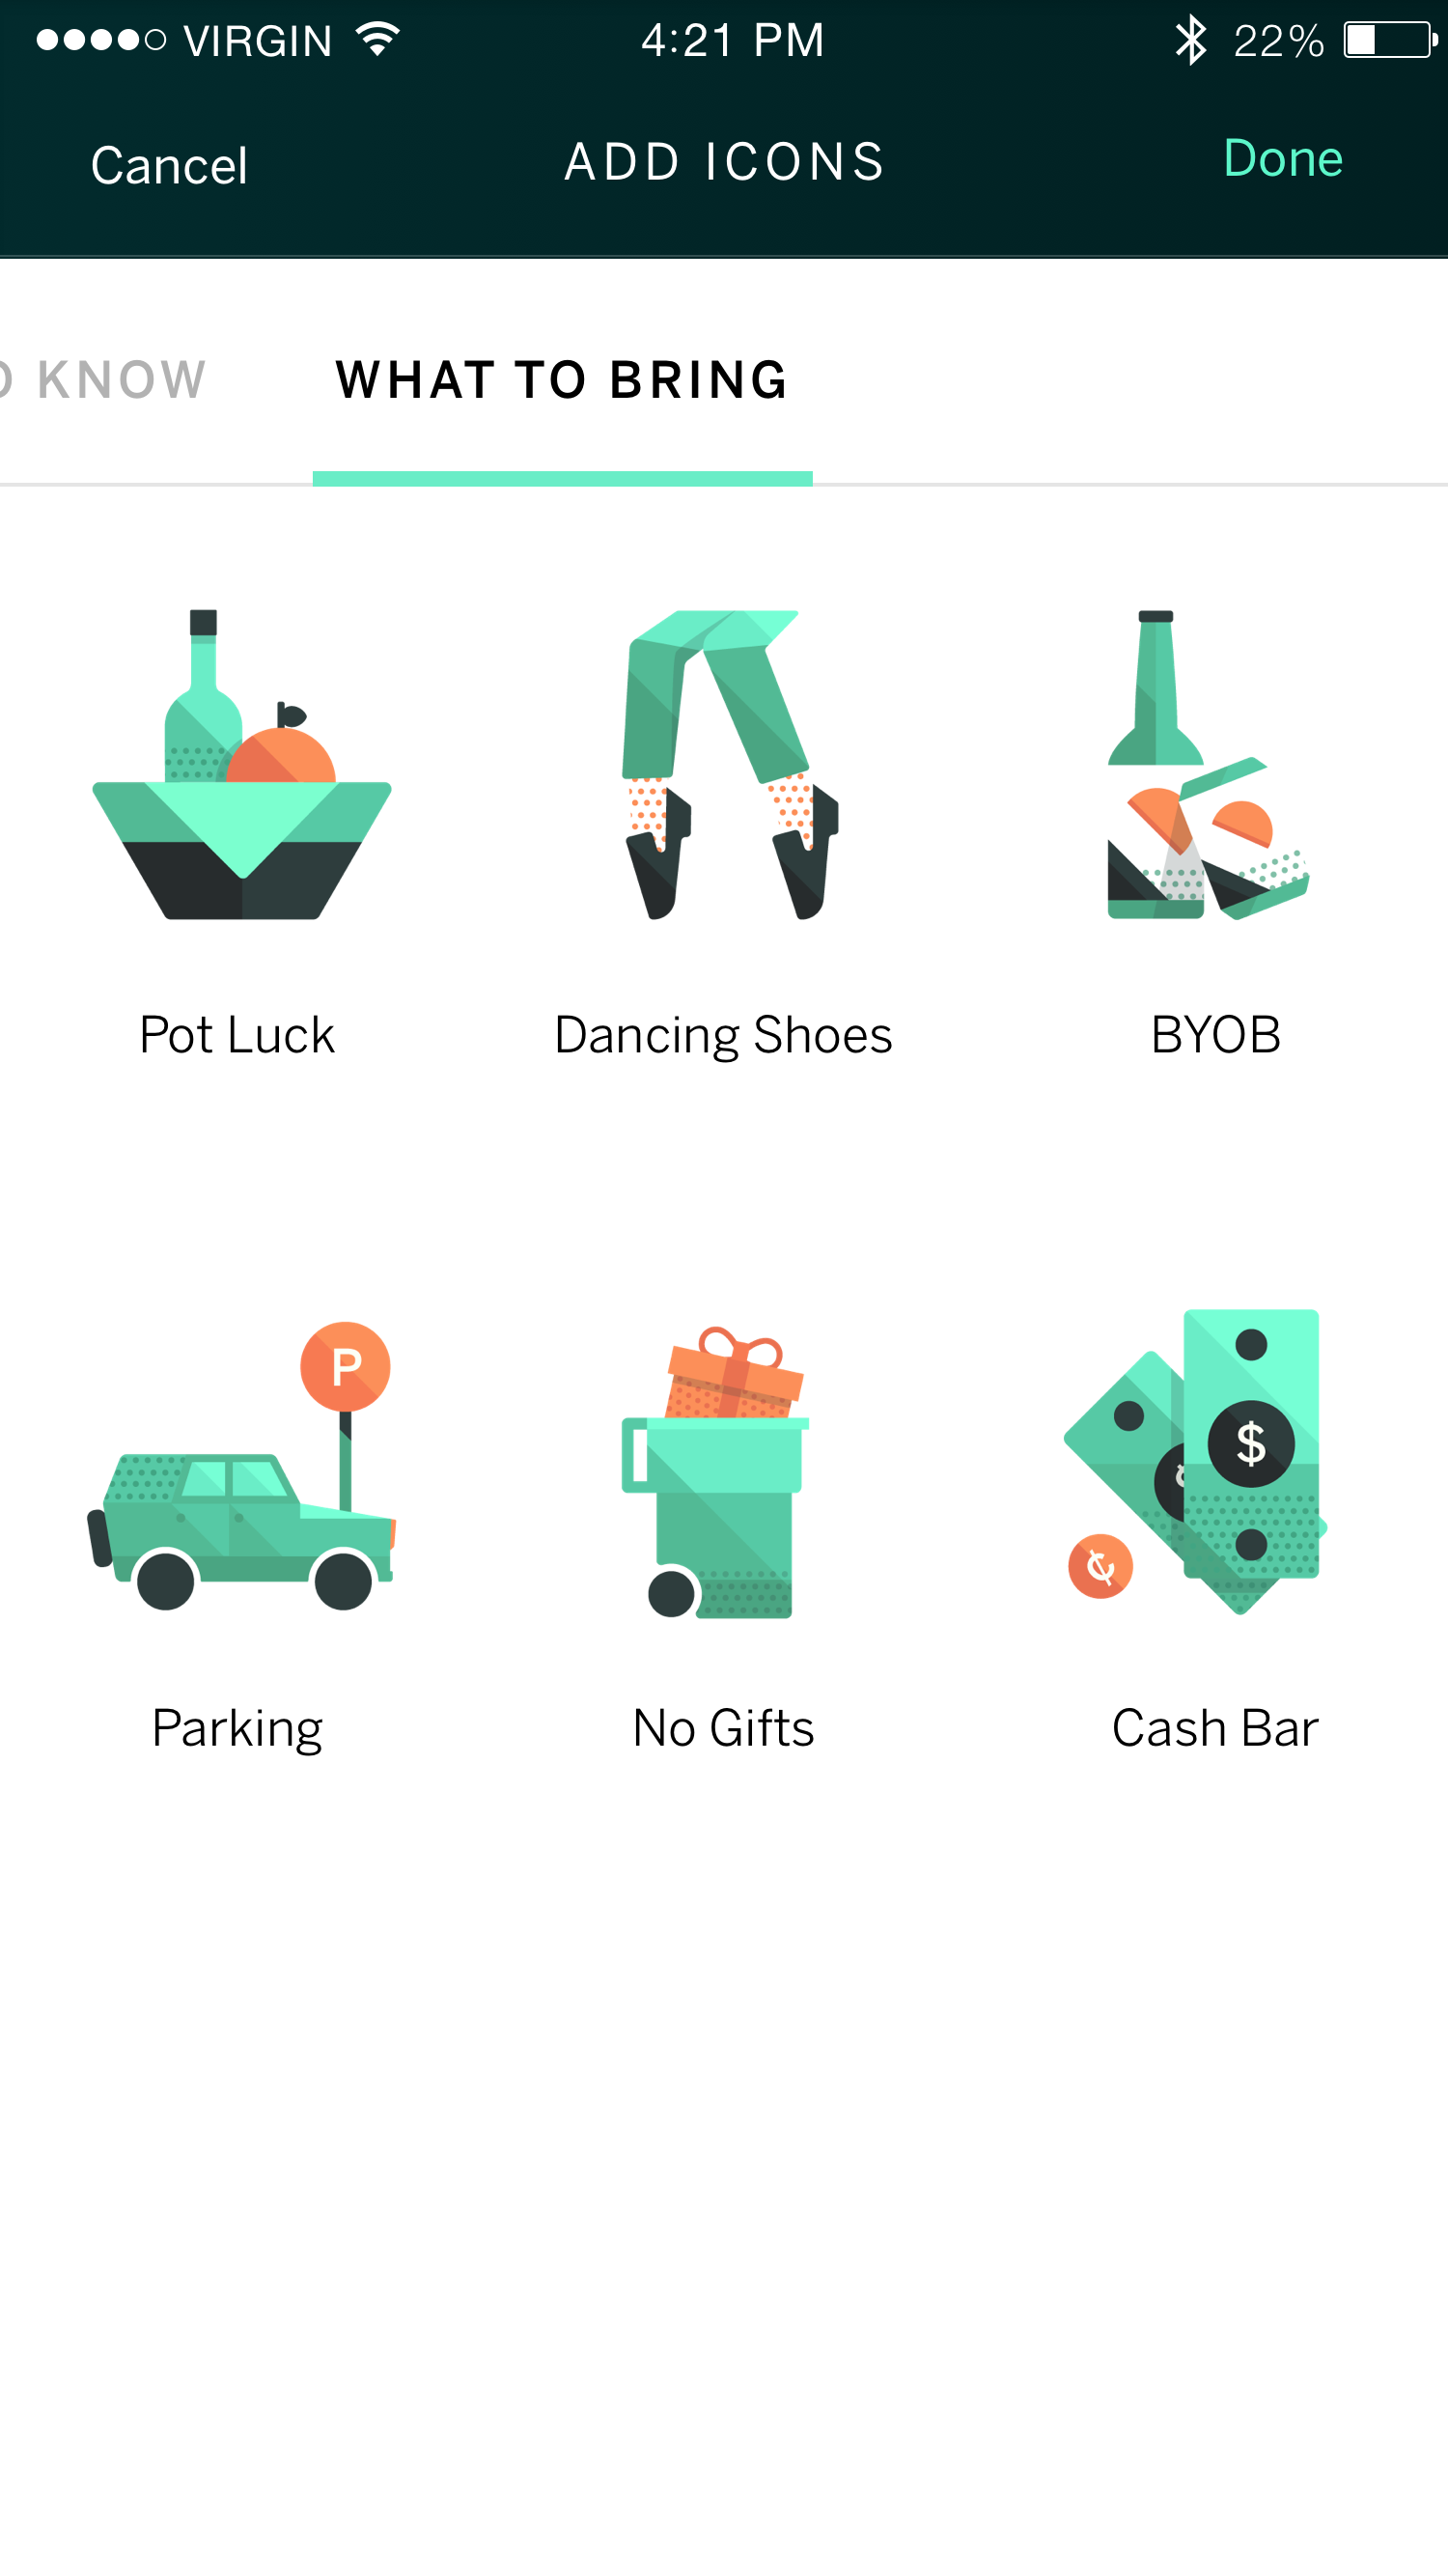 VIRGIN 4:21 PM 22%
Cancel ADD ICONS Done
KNOW WHAT TO BRING
Pot Luck Dancing Shoes BYOB
P
$
¢
Parking No Gifts Cash Bar